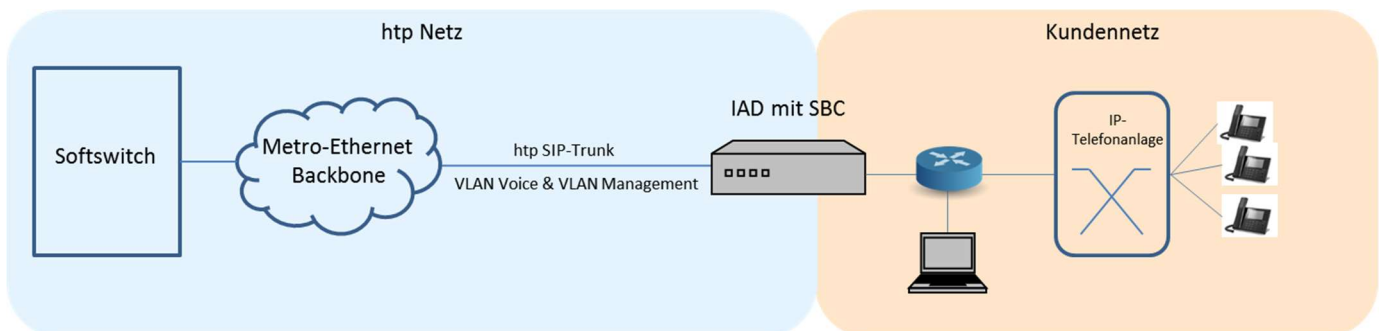 htp Netz
Kundennetz
Softswitch
Metro-Ethernet
Backbone
htp SIP-Trunk
VLAN Voice & VLAN Management
IAD mit SBC
IP-
Telefonanlage